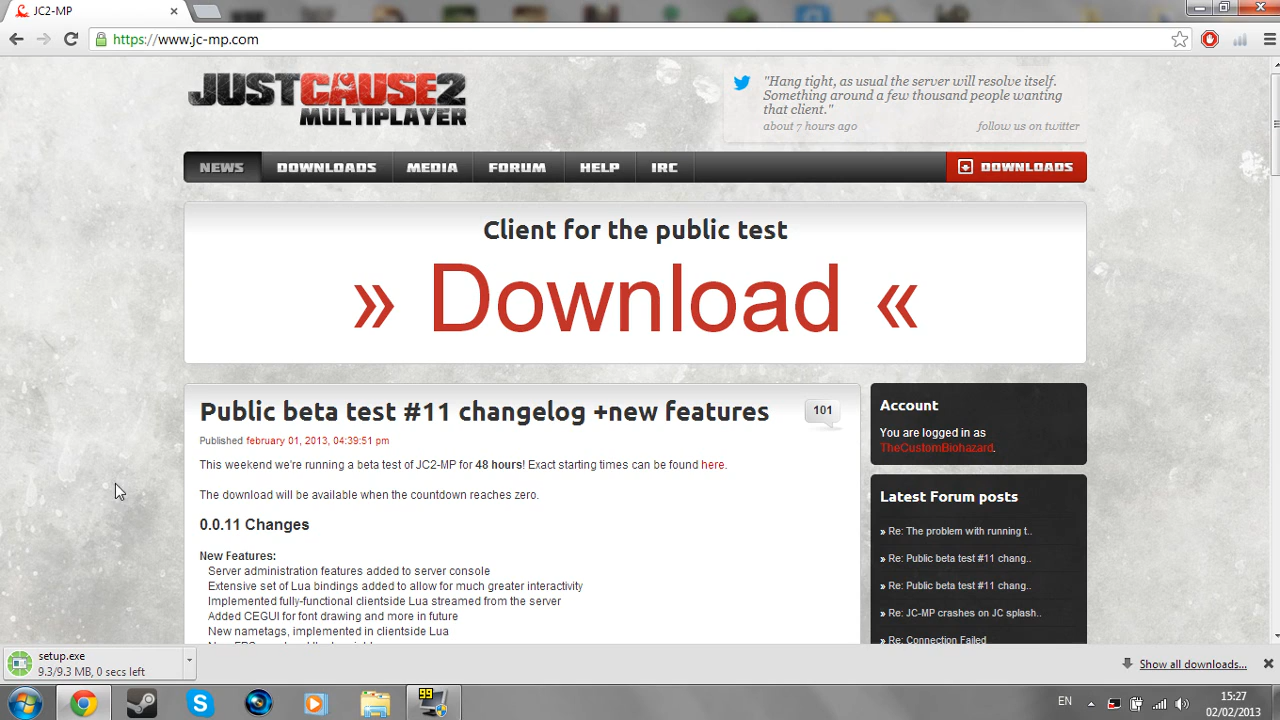 JC2-MP
https://www.jc-mp.com
JUST CAUSE 2
MULTIPLAYER
"Hang tight, as usual the server will resolve itself.
Something around a few thousand people wanting
that client."
about 7 hours ago
follow us on twitter
NEWS
DOWNLOADS
MEDIA
FORUM
HELP
IRC
DOWNLOADS
Client for the public test
» Download «
Public beta test #11 changelog +new features
101
Published february 01, 2013, 04:39:51 pm
This weekend we're running a beta test of JC2-MP for 48 hours! Exact starting times can be found here.
The download will be available when the countdown reaches zero.
0.0.11 Changes
New Features:
Server administration features added to server console
Extensive set of Lua bindings added to allow for much greater interactivity
Implemented fully-functional clientside Lua streamed from the server
Added CEGUI for font drawing and more in future
New nametags, implemented in clientside Lua
Account
You are logged in as
TheCustomBiohazard.
Latest Forum posts
» Re: The problem with running t..
» Re: Public beta test #11 chang..
» Re: Public beta test #11 chang..
» Re: JC-MP crashes on JC splash..
» Re: Connection Failed
setup.exe
9.3/9.3 MB, 0 secs left
Show all downloads...
99
EN
15:27
02/02/2013